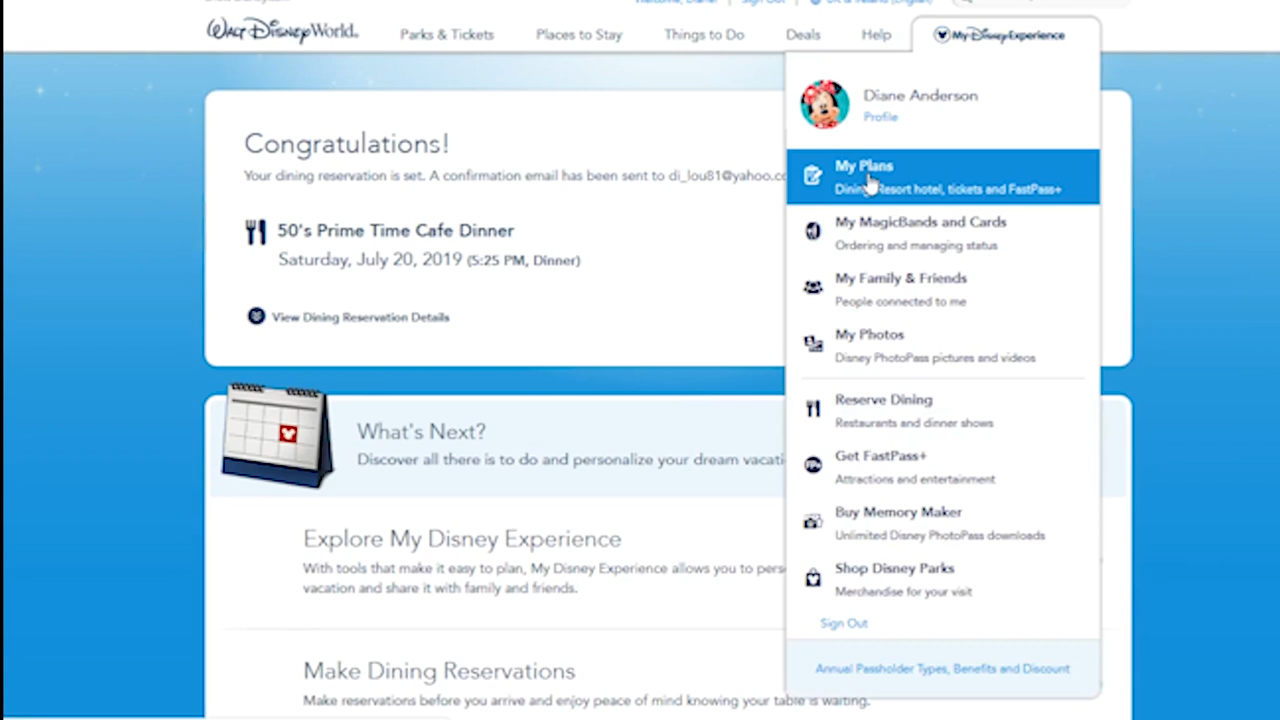 Walt Disney World. Parks & Tickets Places to Stay Things to Do Deals Help My Disney Experience
Diane Anderson
Profile
Congratulations!
Your dining reservation is set. A confirmation email has been sent to di_lou81@yahoo.co
50's Prime Time Cafe Dinner
Saturday, July 20, 2019 (5:25 PM, Dinner)
View Dining Reservation Details
My Plans
Dining, Resort hotel, tickets and FastPass+
My MagicBands and Cards
Ordering and managing status
My Family & Friends
People connected to me
My Photos
Disney PhotoPass pictures and videos
Reserve Dining
Restaurants and dinner shows
Get FastPass+
Attractions and entertainment
Buy Memory Maker
Unlimited Disney PhotoPass downloads
Shop Disney Parks
Merchandise for your visit
Sign Out
Annual Passholder Types, Benefits and Discount
What's Next?
Discover all there is to do and personalize your dream vacati
Explore My Disney Experience
With tools that make it easy to plan, My Disney Experience allows you to pers
vacation and share it with family and friends.
Make Dining Reservations
Make reservations before you arrive and enjoy peace of mind knowing your table is waiting.